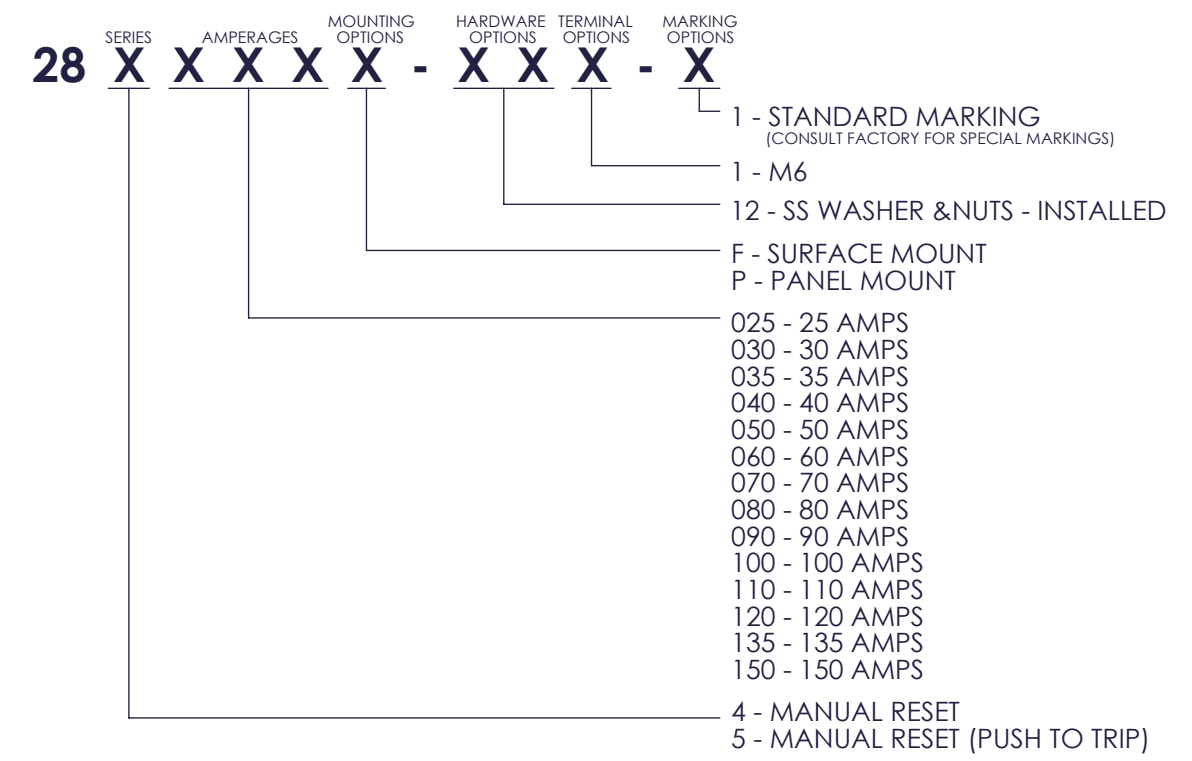 SERIES AMPERAGES MOUNTING OPTIONS HARDWARE OPTIONS TERMINAL OPTIONS MARKING OPTIONS
28 X X X X X - X X X - X
1 - STANDARD MARKING
(CONSULT FACTORY FOR SPECIAL MARKINGS)
1 - M6
12 - SS WASHER &NUTS - INSTALLED
F - SURFACE MOUNT
P - PANEL MOUNT
025 - 25 AMPS
030 - 30 AMPS
035 - 35 AMPS
040 - 40 AMPS
050 - 50 AMPS
060 - 60 AMPS
070 - 70 AMPS
080 - 80 AMPS
090 - 90 AMPS
100 - 100 AMPS
110 - 110 AMPS
120 - 120 AMPS
135 - 135 AMPS
150 - 150 AMPS
4 - MANUAL RESET
5 - MANUAL RESET (PUSH TO TRIP)